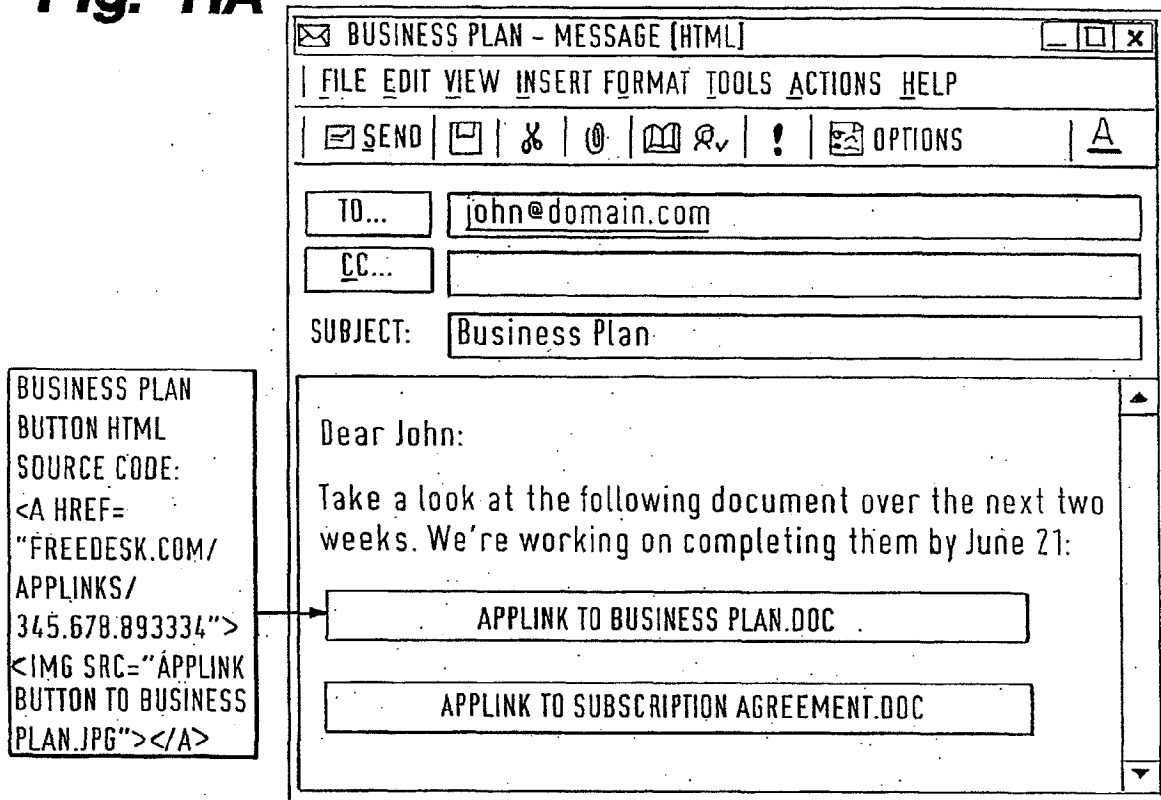 Fig. 11A
BUSINESS PLAN - MESSAGE [HTML]
FILE EDIT VIEW INSERT FORMAT TOOLS ACTIONS HELP
SEND
! OPTIONS A
TO... john@domain.com
CC...
SUBJECT: Business Plan
BUSINESS PLAN
BUTTON HTML
SOURCE CODE:
<A HREF=
"FREEDESK.COM/
APPLINKS/
345.678.893334">
<IMG SRC="APPLINK
BUTTON TO BUSINESS
PLAN.JPG"></A>
Dear John:
Take a look at the following document over the next two
weeks. We're working on completing them by June 21:
APPLINK TO BUSINESS PLAN.DOC
APPLINK TO SUBSCRIPTION AGREEMENT.DOC